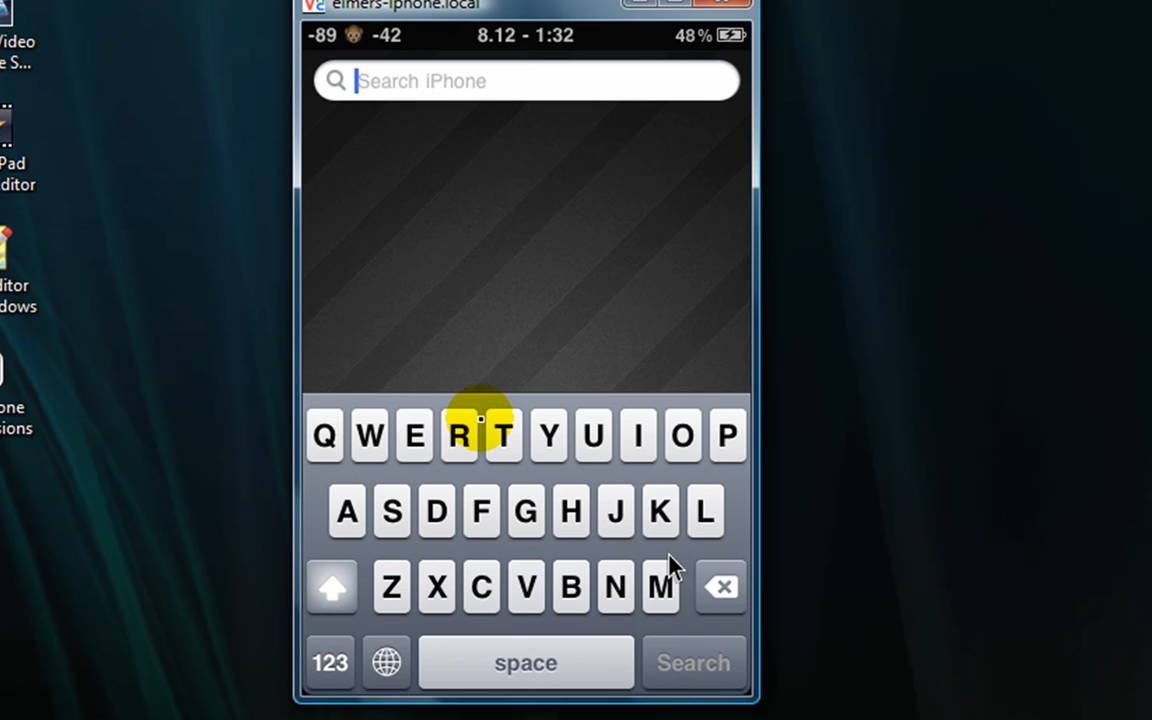 elmers-iphone.local
-89 -42 8.12 - 1:32 48%
Search iPhone
Video
e S...
Pad
ditor
ditor
dows
one
sions
Q W E R T Y U I O P
A S D F G H J K L
Z X C V B N M
123 space Search